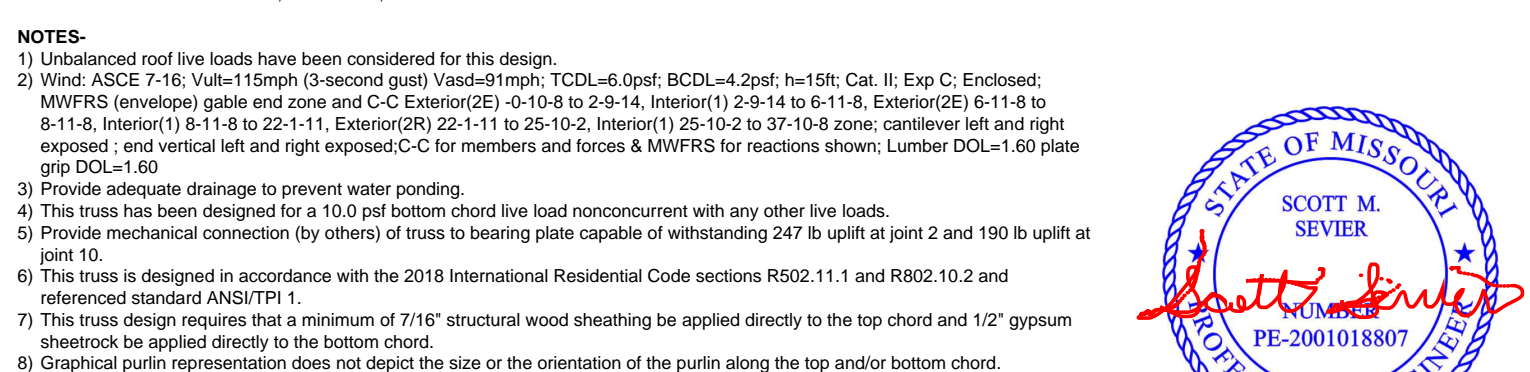 NOTES-
1) Unbalanced roof live loads have been considered for this design.
2) Wind: ASCE 7-16; Vult=115mph (3-second gust) Vasd=91mph; TCDL=6.0psf; BCDL=4.2psf; h=15ft; Cat. II; Exp C; Enclosed;
MWFRS (envelope) gable end zone and C-C Exterior(2E) -0-10-8 to 2-9-14, Interior(1) 2-9-14 to 6-11-8, Exterior(2E) 6-11-8 to
8-11-8, Interior(1) 8-11-8 to 22-1-11, Exterior(2R) 22-1-11 to 25-10-2, Interior(1) 25-10-2 to 37-10-8 zone; cantilever left and right
exposed ; end vertical left and right exposed;C-C for members and forces & MWFRS for reactions shown; Lumber DOL=1.60 plate
grip DOL=1.60
3) Provide adequate drainage to prevent water ponding.
4) This truss has been designed for a 10.0 psf bottom chord live load nonconcurrent with any other live loads.
5) Provide mechanical connection (by others) of truss to bearing plate capable of withstanding 247 lb uplift at joint 2 and 190 lb uplift at
joint 10.
6) This truss is designed in accordance with the 2018 International Residential Code sections R502.11.1 and R802.10.2 and
referenced standard ANSI/TPI 1.
7) This truss design requires that a minimum of 7/16" structural wood sheathing be applied directly to the top chord and 1/2" gypsum
sheetrock be applied directly to the bottom chord.
8) Graphical purlin representation does not depict the size or the orientation of the purlin along the top and/or bottom chord.
STATE OF MISSOURI
SCOTT M.
SEVIER
Scott Sevier
NUMBER
PE-2001018807